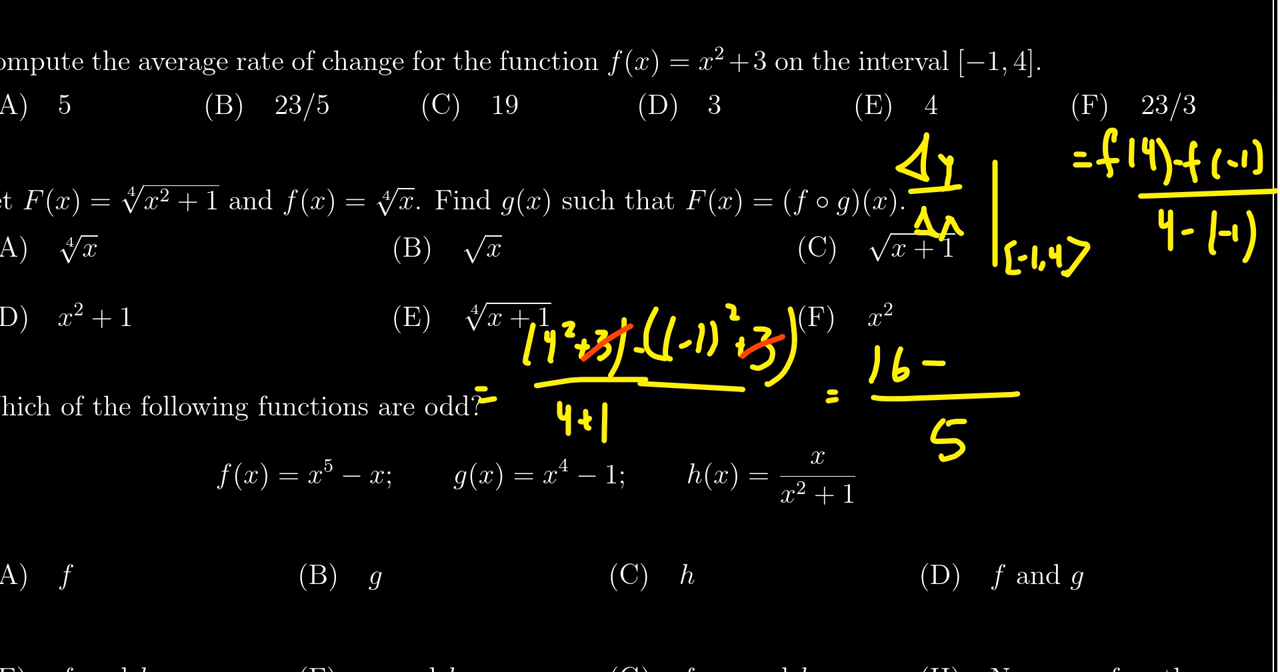 ompute the average rate of change for the function f(x) = x² + 3 on the interval [−1, 4].
A) 5 (B) 23/5 (C) 19 (D) 3 (E) 4 (F) 23/3
Δy/Δx |[-1,4] = (f(4) - f(-1))/(4 - (-1))
et F(x) = ∜(x² + 1) and f(x) = ∜x. Find g(x) such that F(x) = (f ∘ g)(x).
A) ∜x (B) √x (C) √(x + 1)
D) x² + 1 (E) ∜(x + 1) (F) x²
= ((4² + 3) - ((-1)² + 3))/(4 + 1) = (16 -)/5
hich of the following functions are odd?
f(x) = x⁵ − x; g(x) = x⁴ − 1; h(x) = x/(x² + 1)
A) f (B) g (C) h (D) f and g